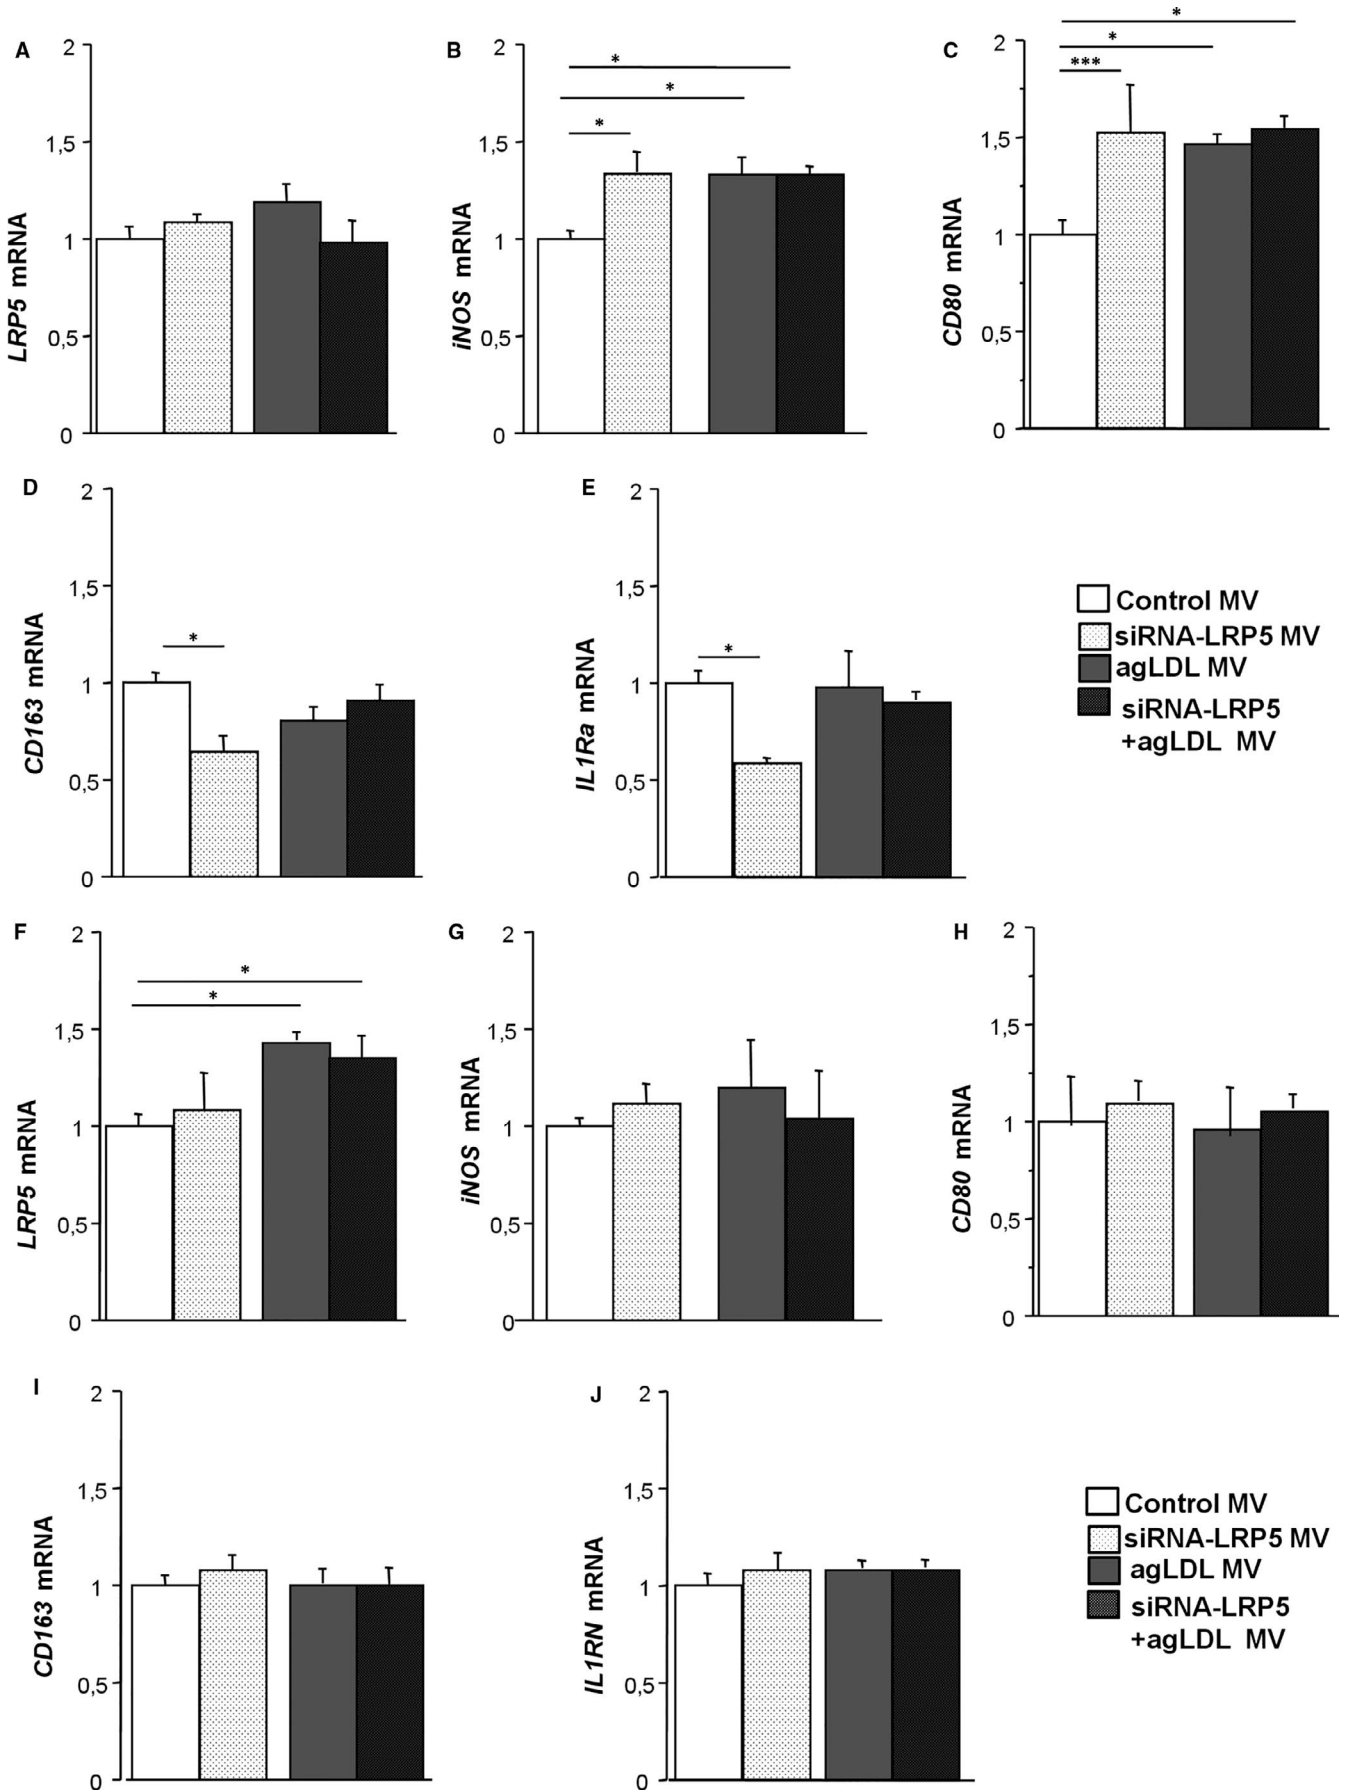 A
2
1,5
1
0,5
0
LRP5 mRNA
B
2
1,5
1
0,5
0
iNOS mRNA
*
*
*
C
2
1,5
1
0,5
0
CD80 mRNA
*
*
***
D
2
1,5
1
0,5
0
CD163 mRNA
*
E
2
1,5
1
0,5
0
IL1Ra mRNA
*
Control MV
siRNA-LRP5 MV
agLDL MV
siRNA-LRP5
+agLDL MV
F
2
1,5
1
0,5
0
LRP5 mRNA
*
*
G
2
1,5
1
0,5
0
iNOS mRNA
H
2
1,5
1
0,5
0
CD80 mRNA
I
2
1,5
1
0,5
0
CD163 mRNA
J
2
1,5
1
0,5
0
IL1RN mRNA
Control MV
siRNA-LRP5 MV
agLDL MV
siRNA-LRP5
+agLDL MV